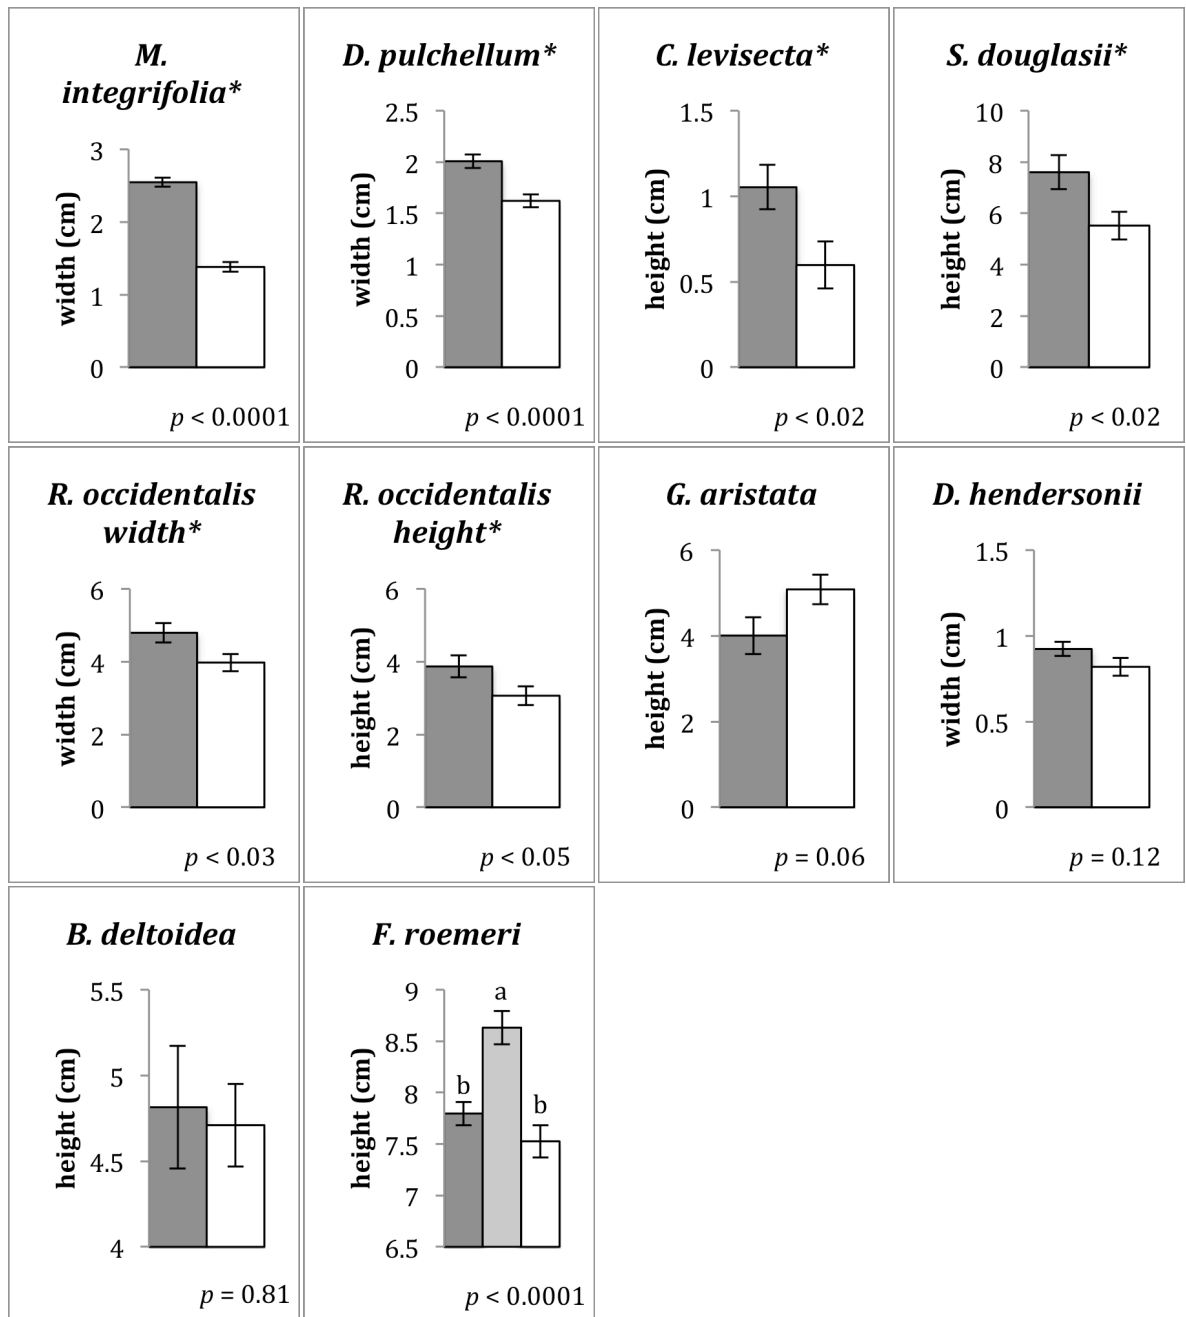 M.
integrifolia*
3
2
1
0
width (cm)
p < 0.0001
D. pulchellum*
2.5
2
1.5
1
0.5
0
width (cm)
p < 0.0001
C. levisecta*
1.5
1
0.5
0
height (cm)
p < 0.02
S. douglasii*
10
8
6
4
2
0
height (cm)
p < 0.02
R. occidentalis
width*
6
4
2
0
width (cm)
p < 0.03
R. occidentalis
height*
6
4
2
0
height (cm)
p < 0.05
G. aristata
6
4
2
0
height (cm)
p = 0.06
D. hendersonii
1.5
1
0.5
0
width (cm)
p = 0.12
B. deltoidea
5.5
5
4.5
4
height (cm)
p = 0.81
F. roemeri
9
8.5
8
7.5
7
6.5
height (cm)
b
a
b
p < 0.0001